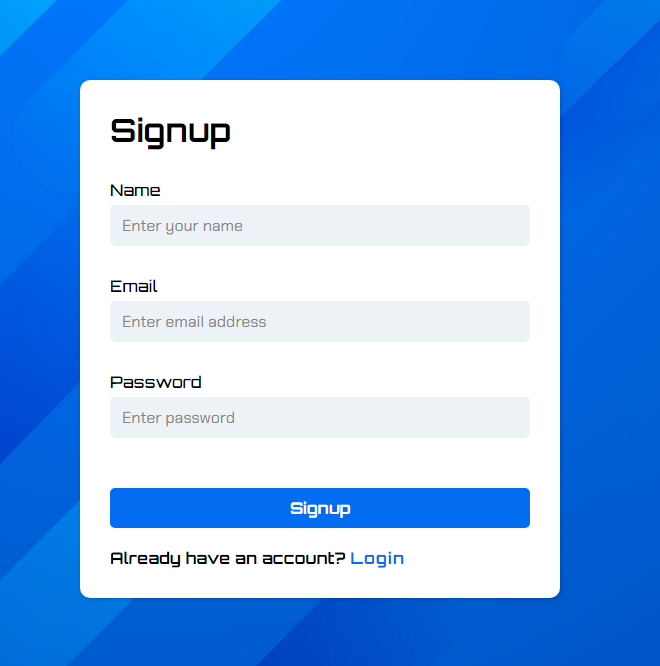 Signup
Name
Enter your name
Email
Enter email address
Password
Enter password
Signup
Already have an account? Login